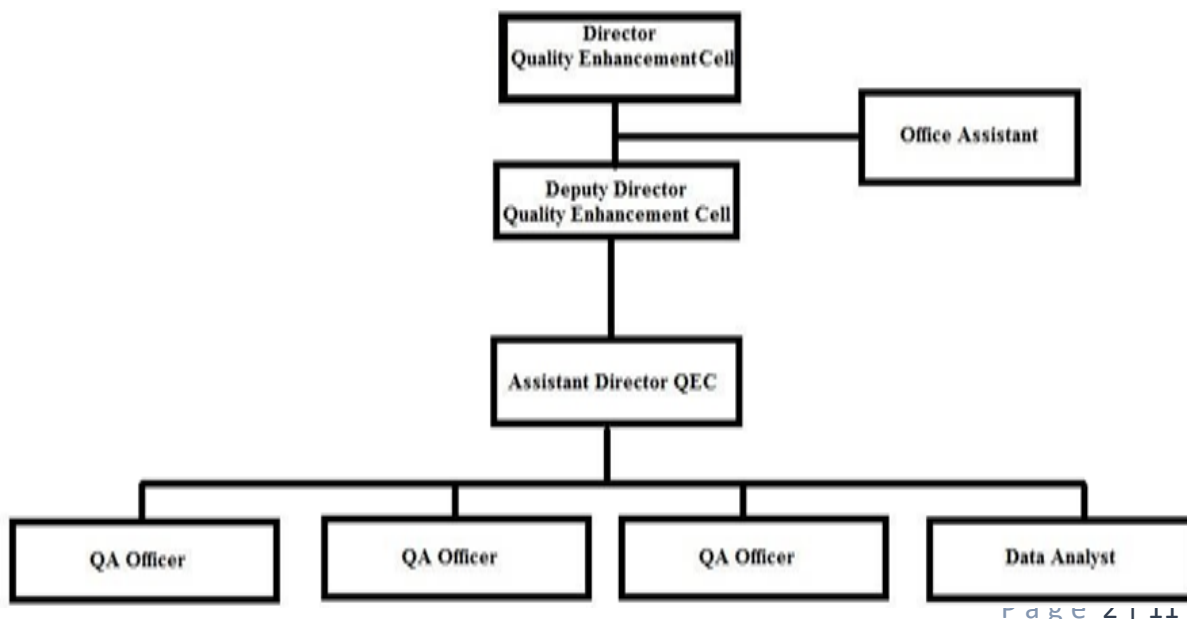 Director
Quality Enhancement Cell
Office Assistant
Deputy Director
Quality Enhancement Cell
Assistant Director QEC
QA Officer
QA Officer
QA Officer
Data Analyst
Page 2 | 11